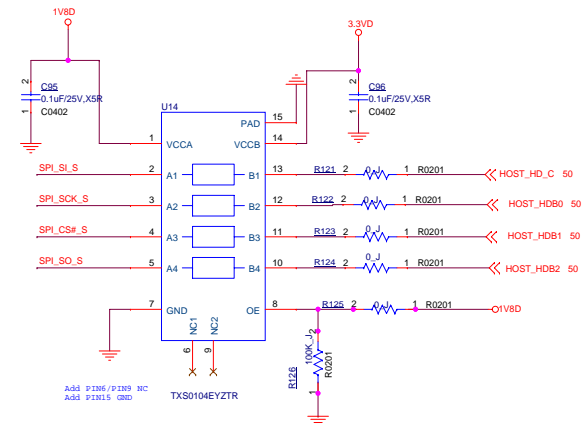 1V8D
3.3VD
2 C95
0.1uF/25V,X5R
1 C0402
2 C96
0.1uF/25V,X5R
1 C0402
U14
PAD 15
1 VCCA VCCB 14
SPI_SI_S 2 A1 B1 13 R121 2 0_J 1 R0201 HOST_HD_C 50
SPI_SCK_S 3 A2 B2 12 R122 2 0_J 1 R0201 HOST_HDB0 50
SPI_CS#_S 4 A3 B3 11 R123 2 0_J 1 R0201 HOST_HDB1 50
SPI_SO_S 5 A4 B4 10 R124 2 0_J 1 R0201 HOST_HDB2 50
7 GND OE 8 R125 2 0_J 1 R0201 1V8D
NC1 NC2
6 9
R126 1 100K_J 2 R0201
Add PIN6/PIN9 NC
Add PIN15 GND
TXS0104EYZTR